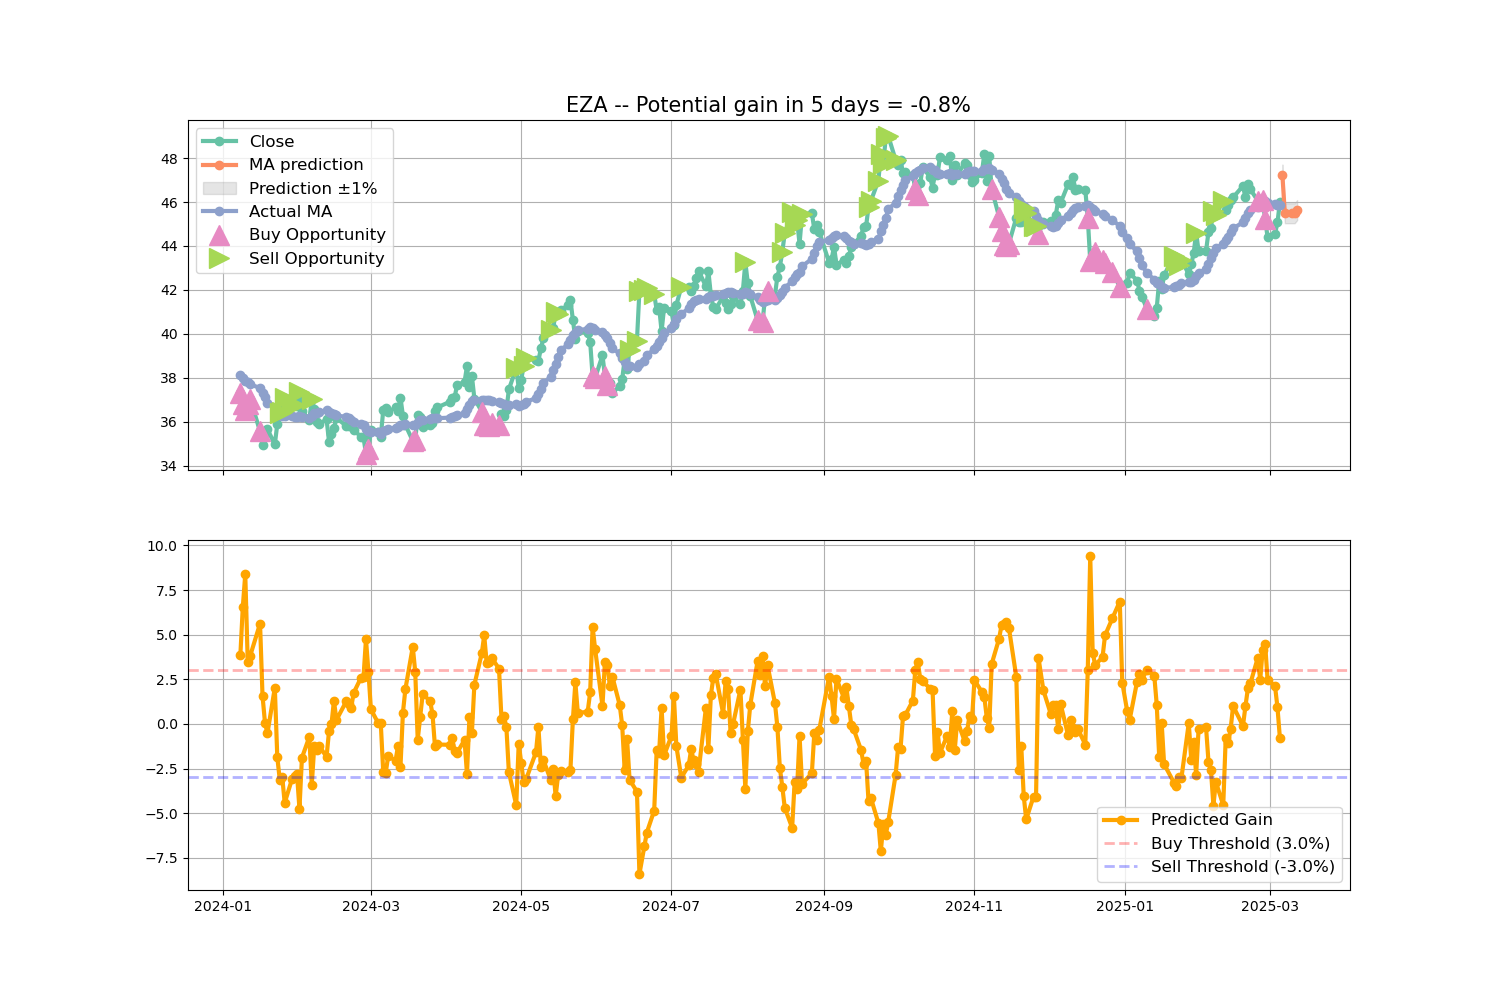 EZA -- Potential gain in 5 days = -0.8%
Close
MA prediction
Prediction ±1%
Actual MA
Buy Opportunity
Sell Opportunity
48
46
44
42
40
38
36
34
10.0
7.5
5.0
2.5
0.0
−2.5
−5.0
−7.5
Predicted Gain
Buy Threshold (3.0%)
Sell Threshold (-3.0%)
2024-01
2024-03
2024-05
2024-07
2024-09
2024-11
2025-01
2025-03